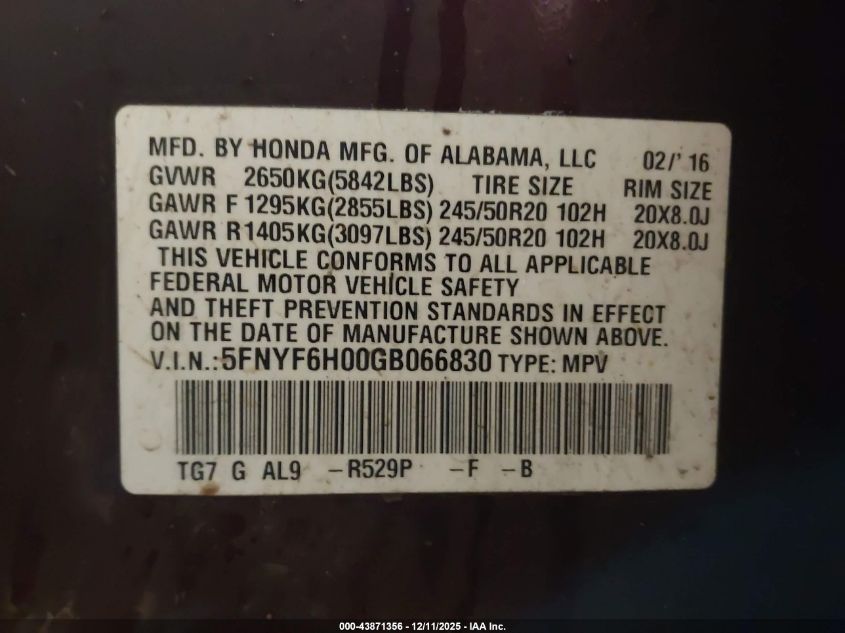 MFD. BY HONDA MFG. OF ALABAMA, LLC 02/'16
GVWR 2650KG(5842LBS) TIRE SIZE RIM SIZE
GAWR F 1295KG(2855LBS) 245/50R20 102H 20X8.0J
GAWR R1405KG(3097LBS) 245/50R20 102H 20X8.0J
THIS VEHICLE CONFORMS TO ALL APPLICABLE
FEDERAL MOTOR VEHICLE SAFETY
AND THEFT PREVENTION STANDARDS IN EFFECT
ON THE DATE OF MANUFACTURE SHOWN ABOVE.
V.I.N.:5FNYF6H00GB066830 TYPE: MPV
TG7 G AL9 -R529P -F -B
000-43871356 - 12/11/2025 - IAA Inc.